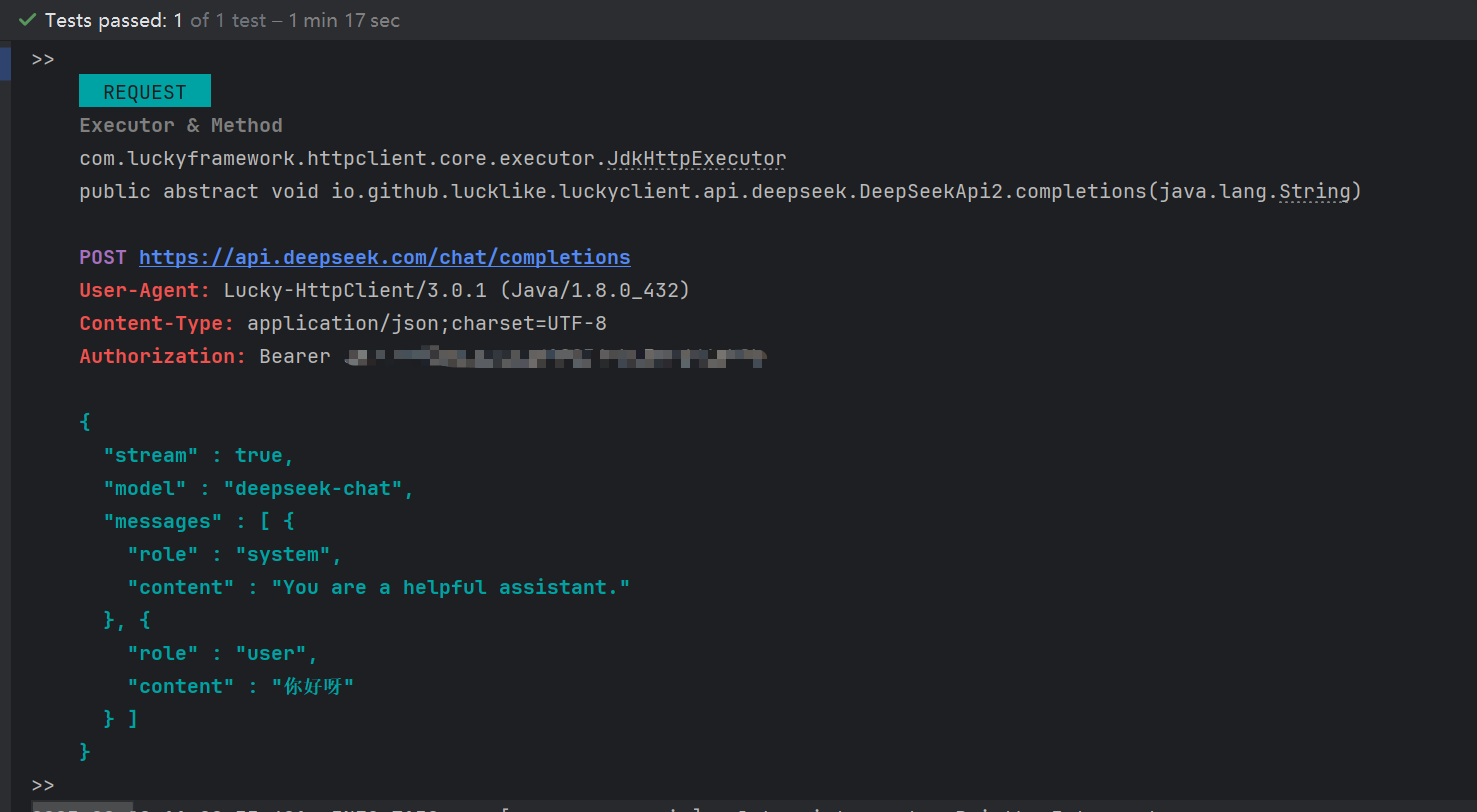 Tests passed: 1 of 1 test – 1 min 17 sec
>>
REQUEST
Executor & Method
com.luckyframework.httpclient.core.executor.JdkHttpExecutor
public abstract void io.github.lucklike.luckyclient.api.deepseek.DeepSeekApi2.completions(java.lang.String)
POST https://api.deepseek.com/chat/completions
User-Agent: Lucky-HttpClient/3.0.1 (Java/1.8.0_432)
Content-Type: application/json;charset=UTF-8
Authorization: Bearer
{
"stream" : true,
"model" : "deepseek-chat",
"messages" : [ {
"role" : "system",
"content" : "You are a helpful assistant."
}, {
"role" : "user",
"content" : "你好呀"
} ]
}
>>